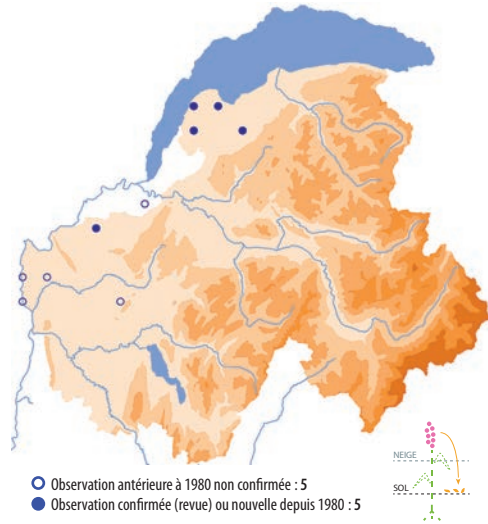 NEIGE
SOL
Observation antérieure à 1980 non confirmée : 5
Observation confirmée (revue) ou nouvelle depuis 1980 : 5